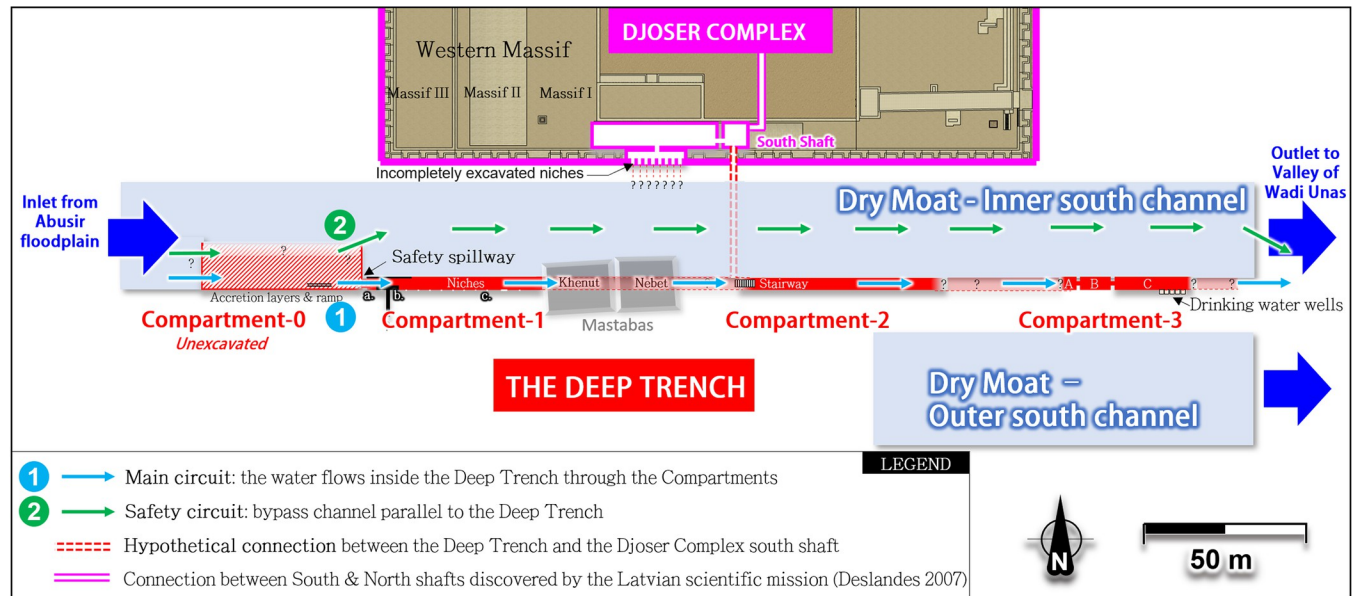 DJOSER COMPLEX
Western Massif
Massif III
Massif II
Massif I
South Shaft
Incompletely excavated niches
? ? ? ? ? ? ?
Inlet from
Abusir
floodplain
Outlet to
Valley of
Wadi Unas
Dry Moat - Inner south channel
2
?
?
"
Safety spillway
Accretion layers & ramp
1
a.
b.
Niches
c.
Khenut
Nebet
Mastabas
Stairway
? ? ?
A
B
C
? ?
Drinking water wells
Compartment-0
Unexcavated
Compartment-1
Compartment-2
Compartment-3
THE DEEP TRENCH
Dry Moat –
Outer south channel
LEGEND
1 Main circuit: the water flows inside the Deep Trench through the Compartments
2 Safety circuit: bypass channel parallel to the Deep Trench
Hypothetical connection between the Deep Trench and the Djoser Complex south shaft
Connection between South & North shafts discovered by the Latvian scientific mission (Deslandes 2007)
N
50 m